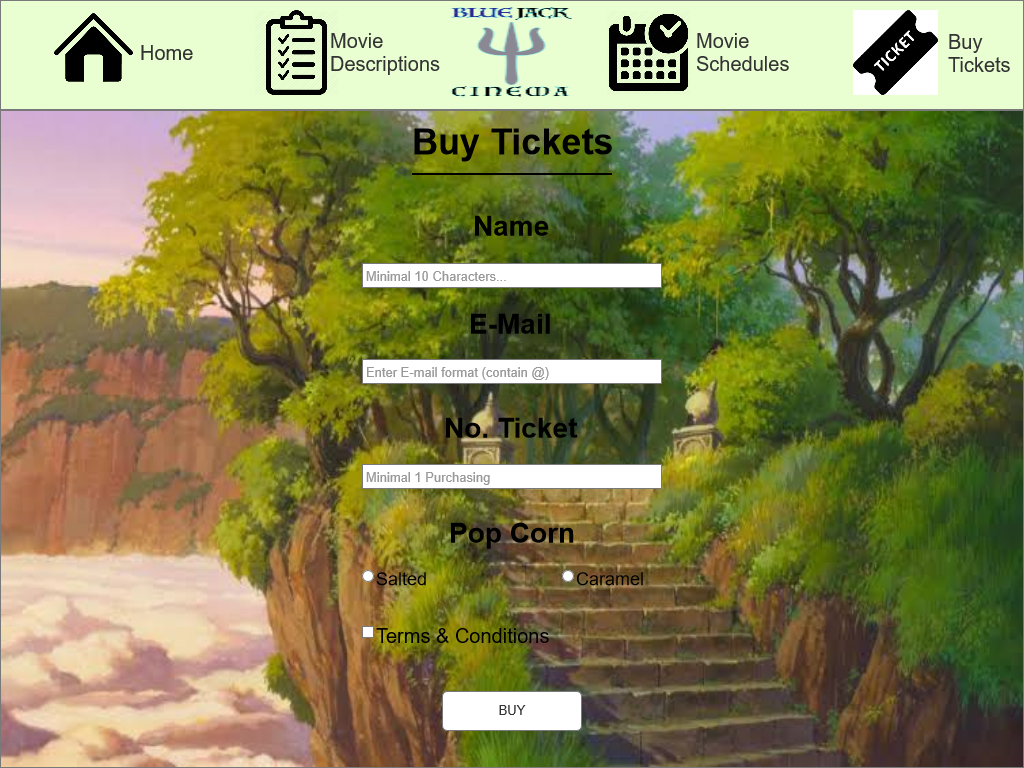 Home
Movie
Descriptions
BLUE JACK
CINEMA
Movie
Schedules
TICKET
Buy
Tickets
Buy Tickets
Name
Minimal 10 Characters...
E-Mail
Enter E-mail format (contain @)
No. Ticket
Minimal 1 Purchasing
Pop Corn
Salted
Caramel
Terms & Conditions
BUY